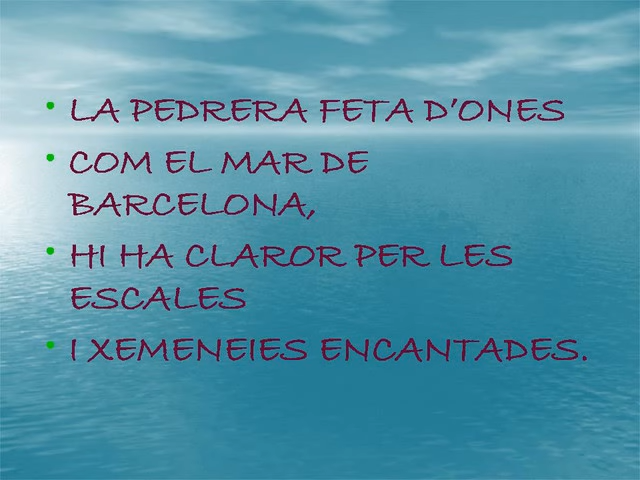 • LA PEDRERA FETA D'ONES
• COM EL MAR DE
BARCELONA,
• HI HA CLAROR PER LES
ESCALES
• I XEMENEIES ENCANTADES.